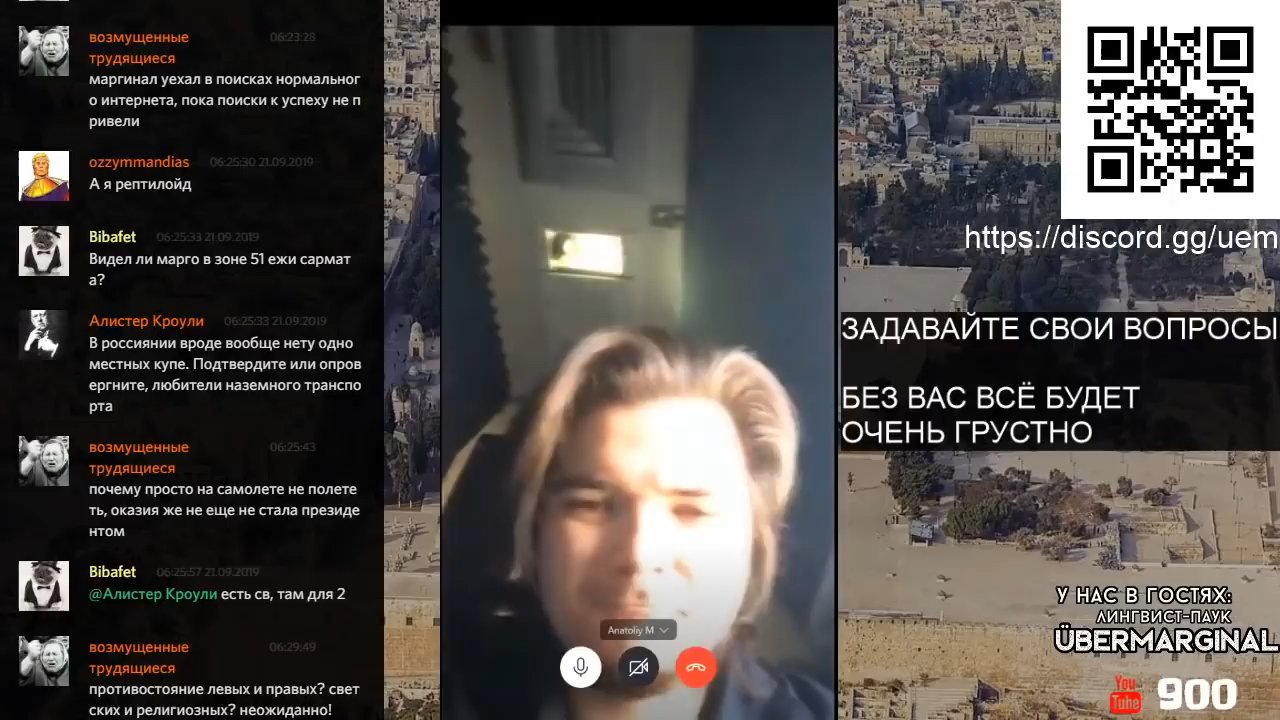 возмущенные 06:23:28
трудящиеся
маргинал уехал в поисках нормальног
о интернета, пока поиски к успеху не п
ривели
ozzymmandias 06:25:30 21.09.2019
А я рептилойд
Bibafet 06:25:33 21.09.2019
Видел ли марго в зоне 51 ежи сармат
а?
Алистер Кроули 06:25:33 21.09.2019
В россиянии вроде вообще нету одно
местных купе. Подтвердите или опров
ергните, любители наземного транспо
рта
возмущенные 06:25:43
трудящиеся
почему просто на самолете не полете
ть, оказия же не еще не стала президе
нтом
Bibafet 06:25:57 21.09.2019
@Алистер Кроули есть св, там для 2
возмущенные 06:29:49
трудящиеся
противостояние левых и правых? свет
ских и религиозных? неожиданно!
Anatoliy M
https://discord.gg/uem
ЗАДАВАЙТЕ СВОИ ВОПРОСЫ
БЕЗ ВАС ВСЁ БУДЕТ
ОЧЕНЬ ГРУСТНО
У НАС В ГОСТЯХ:
ЛИНГВИСТ-ПАУК
ÜBERMARGINAL
You Tube 900